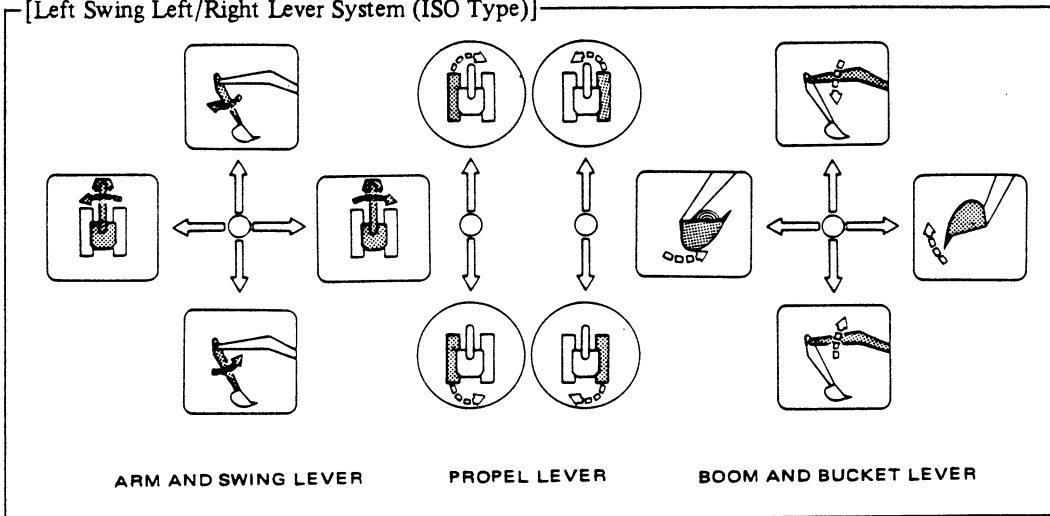 [Left Swing Left/Right Lever System (ISO Type)]
ARM AND SWING LEVER
PROPEL LEVER
BOOM AND BUCKET LEVER